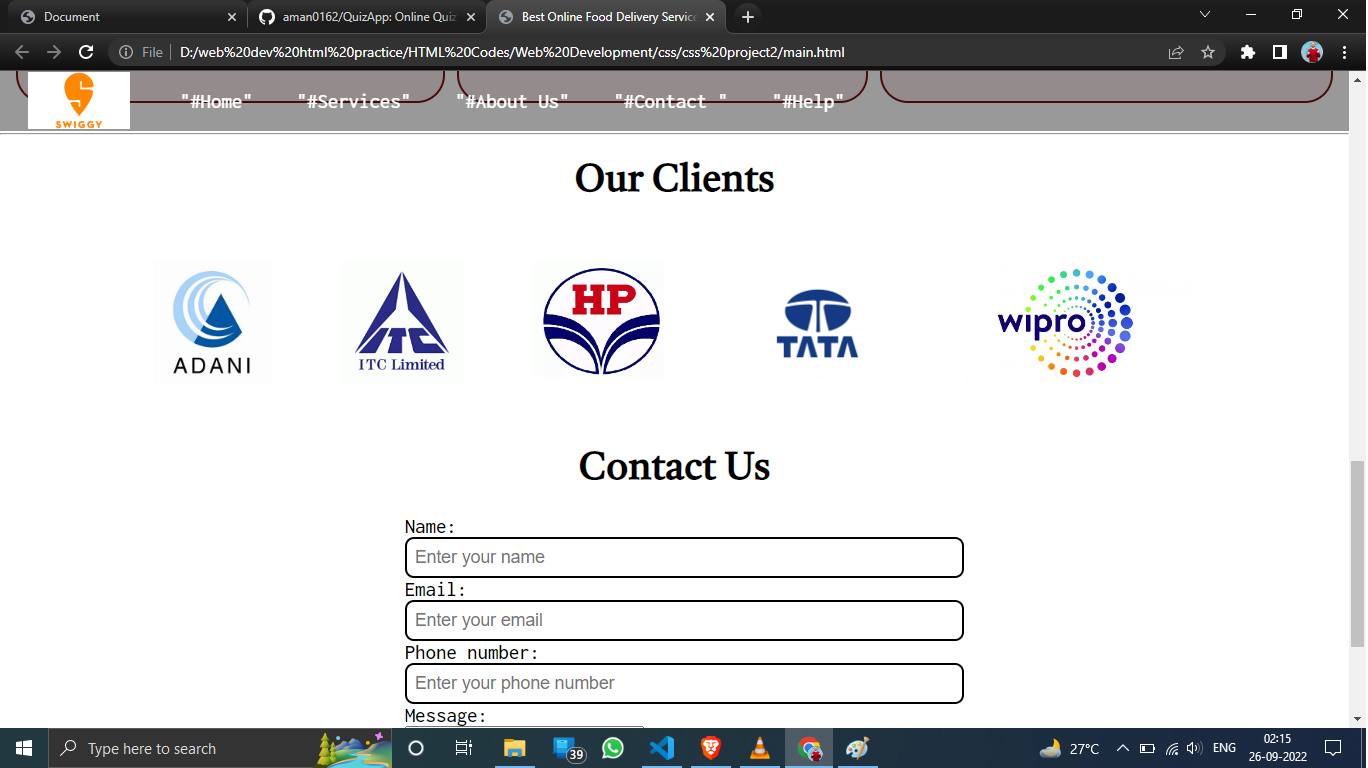 Document
aman0162/QuizApp: Online Quiz
Best Online Food Delivery Service
File
D:/web%20dev%20html%20practice/HTML%20Codes/Web%20Development/css/css%20project2/main.html
SWIGGY
"#Home" "#Services" "#About Us" "#Contact " "#Help"
Our Clients
ADANI
ITC Limited
HP
TATA
wipro
Contact Us
Name:
Enter your name
Email:
Enter your email
Phone number:
Enter your phone number
Message:
Type here to search
39
27°C
ENG
02:15
26-09-2022